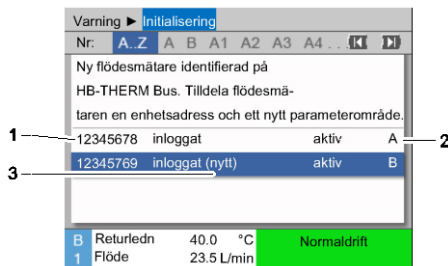 Varning ► Initialisering
Nr: A..Z A B A1 A2 A3 A4 . .
Ny flödesmätare identifierad på
HB-THERM Bus. Tilldela flödesmä-
taren en enhetsadress och ett nytt parameterområde.
1 12345678 inloggat aktiv A 2
12345769 inloggat (nytt) aktiv B
3
B Returledn 40.0 °C Normaldrift
1 Flöde 23.5 L/min